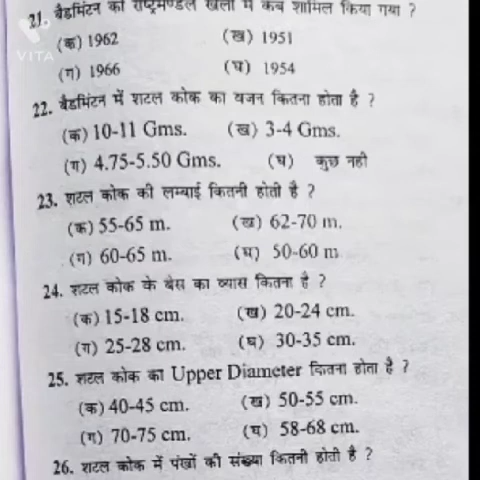 21. बैडमिंटन को राष्ट्रमण्डल खेलों में कब शामिल किया गया ?
(क) 1962 (ख) 1951
VITA
(ग) 1966 (घ) 1954
22. बैडमिंटन में शटल कोक का वजन कितना होता है ?
(क) 10-11 Gms. (ख) 3-4 Gms.
(ग) 4.75-5.50 Gms. (घ) कुछ नही
23. शटल कोक की लम्बाई कितनी होती है ?
(क) 55-65 m. (ख) 62-70 m.
(ग) 60-65 m. (घ) 50-60 m
24. शटल कोक के बेस का व्यास कितना है ?
(क) 15-18 cm. (ख) 20-24 cm.
(ग) 25-28 cm. (घ) 30-35 cm.
25. शटल कोक का Upper Diameter कितना होता है ?
(क) 40-45 cm. (ख) 50-55 cm.
(ग) 70-75 cm. (घ) 58-68 cm.
26. शटल कोक में पंखों की संख्या कितनी होती है ?